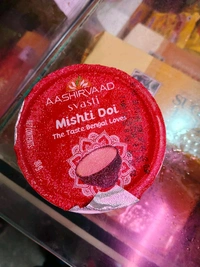 AASHIRVAAD
svasti
Mishti Doi
The Taste Bengal Loves